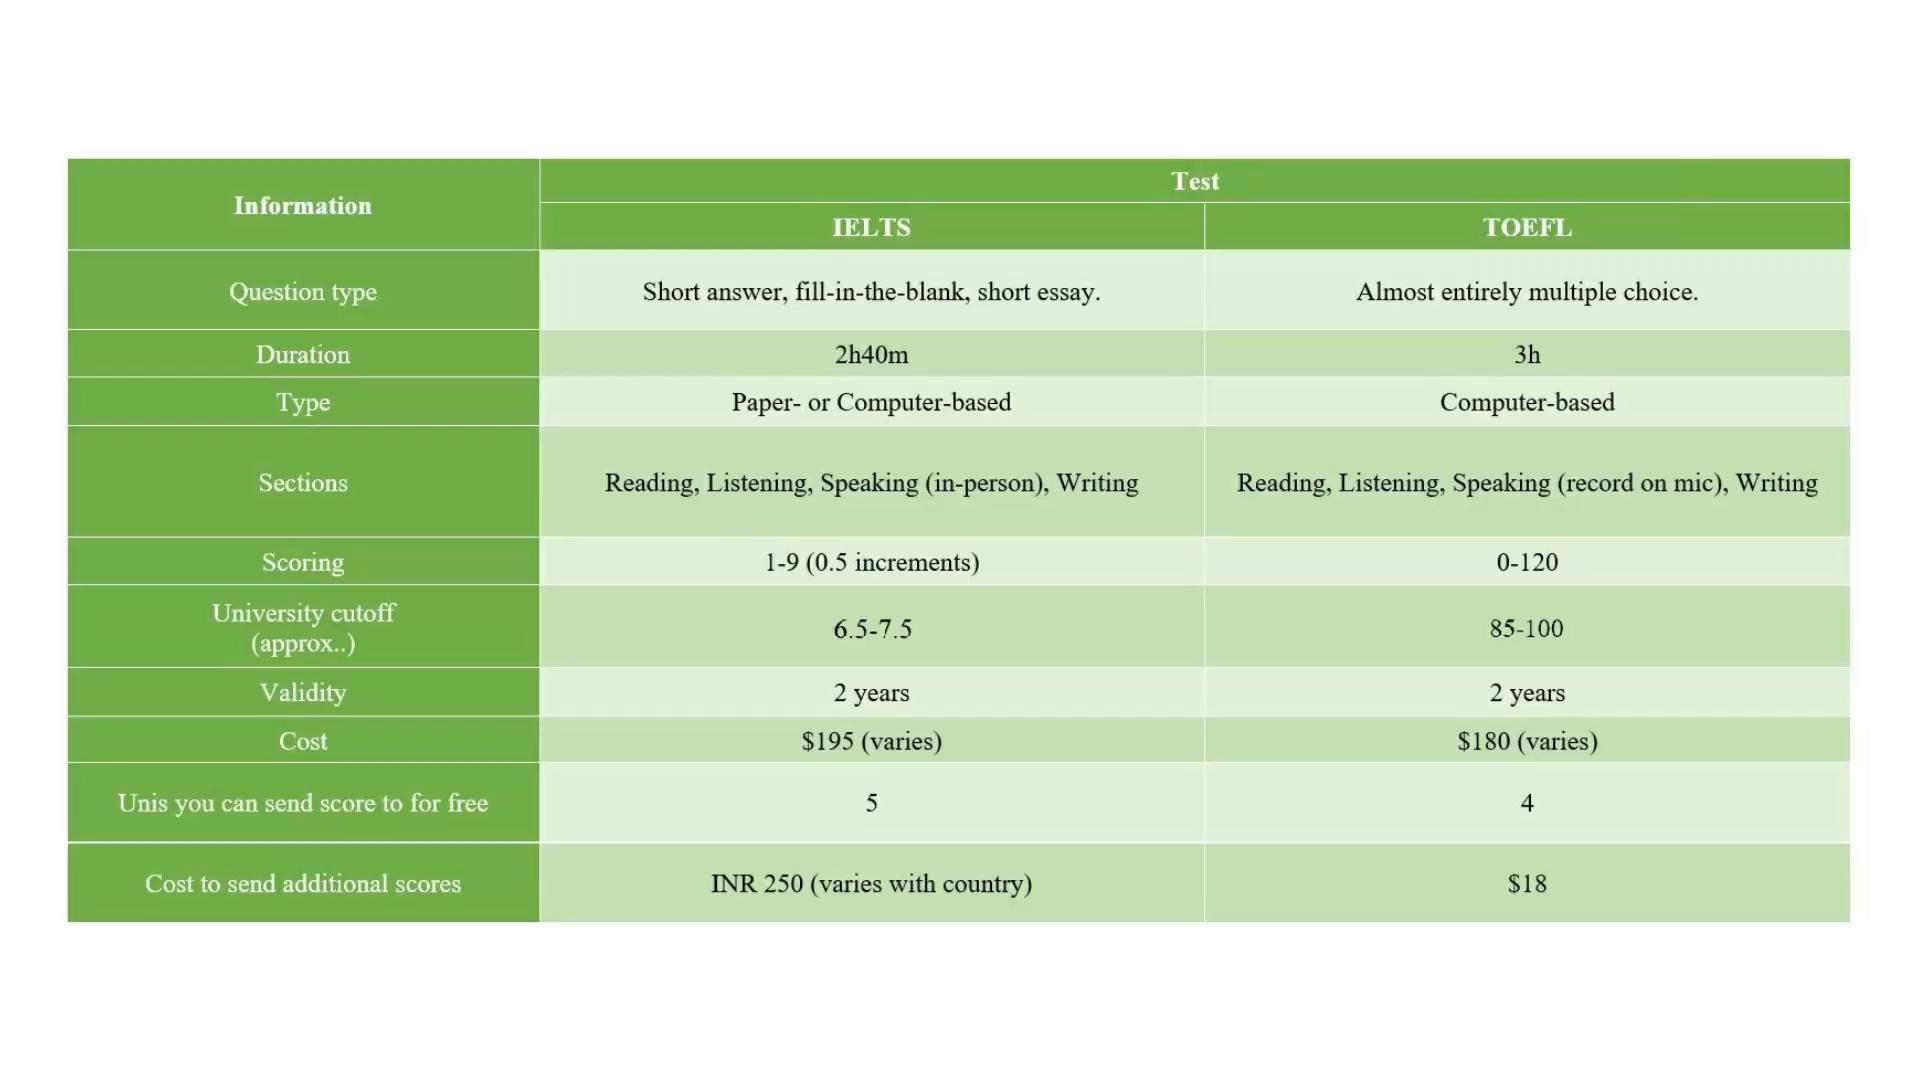 Information
Test
IELTS
TOEFL
Question type
Short answer, fill-in-the-blank, short essay.
Almost entirely multiple choice.
Duration
2h40m
3h
Type
Paper- or Computer-based
Computer-based
Sections
Reading, Listening, Speaking (in-person), Writing
Reading, Listening, Speaking (record on mic), Writing
Scoring
1-9 (0.5 increments)
0-120
University cutoff
(approx..)
6.5-7.5
85-100
Validity
2 years
2 years
Cost
$195 (varies)
$180 (varies)
Unis you can send score to for free
5
4
Cost to send additional scores
INR 250 (varies with country)
$18